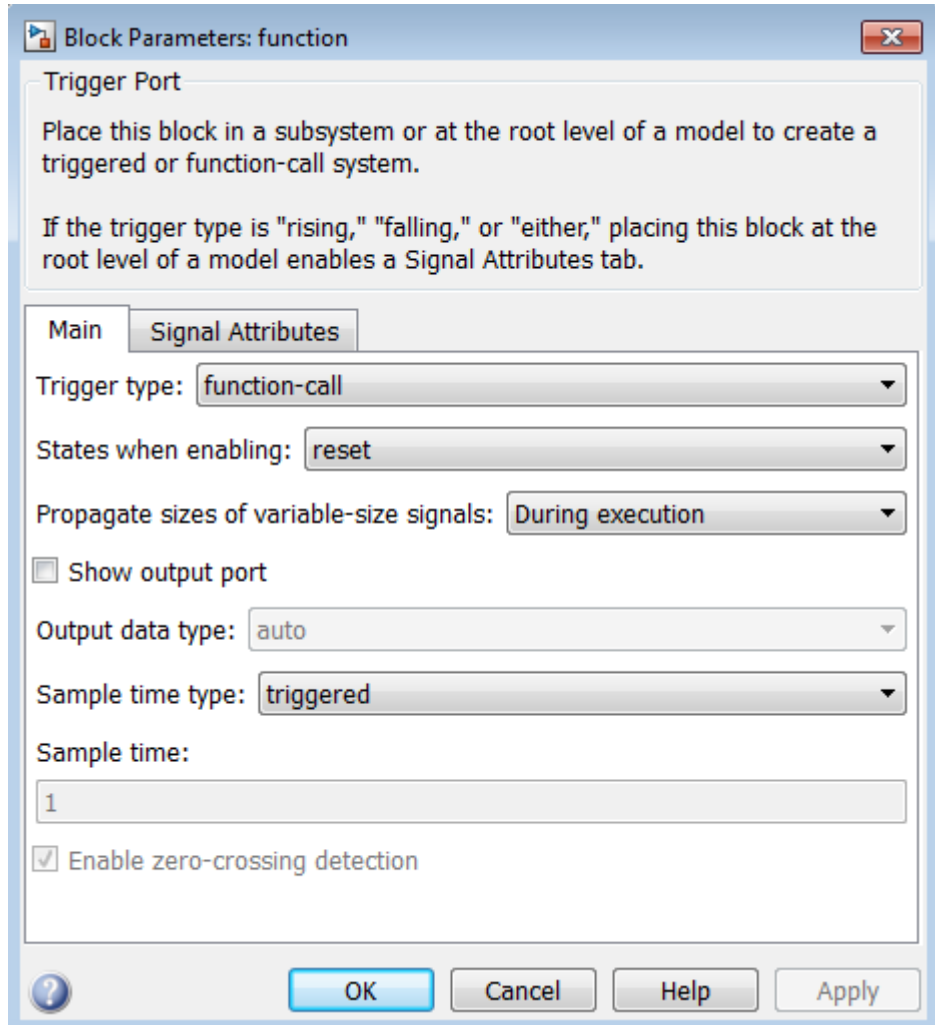 Block Parameters: function
Trigger Port
Place this block in a subsystem or at the root level of a model to create a
triggered or function-call system.
If the trigger type is "rising," "falling," or "either," placing this block at the
root level of a model enables a Signal Attributes tab.
Main Signal Attributes
Trigger type: function-call
States when enabling: reset
Propagate sizes of variable-size signals: During execution
Show output port
Output data type: auto
Sample time type: triggered
Sample time:
1
Enable zero-crossing detection
? OK Cancel Help Apply